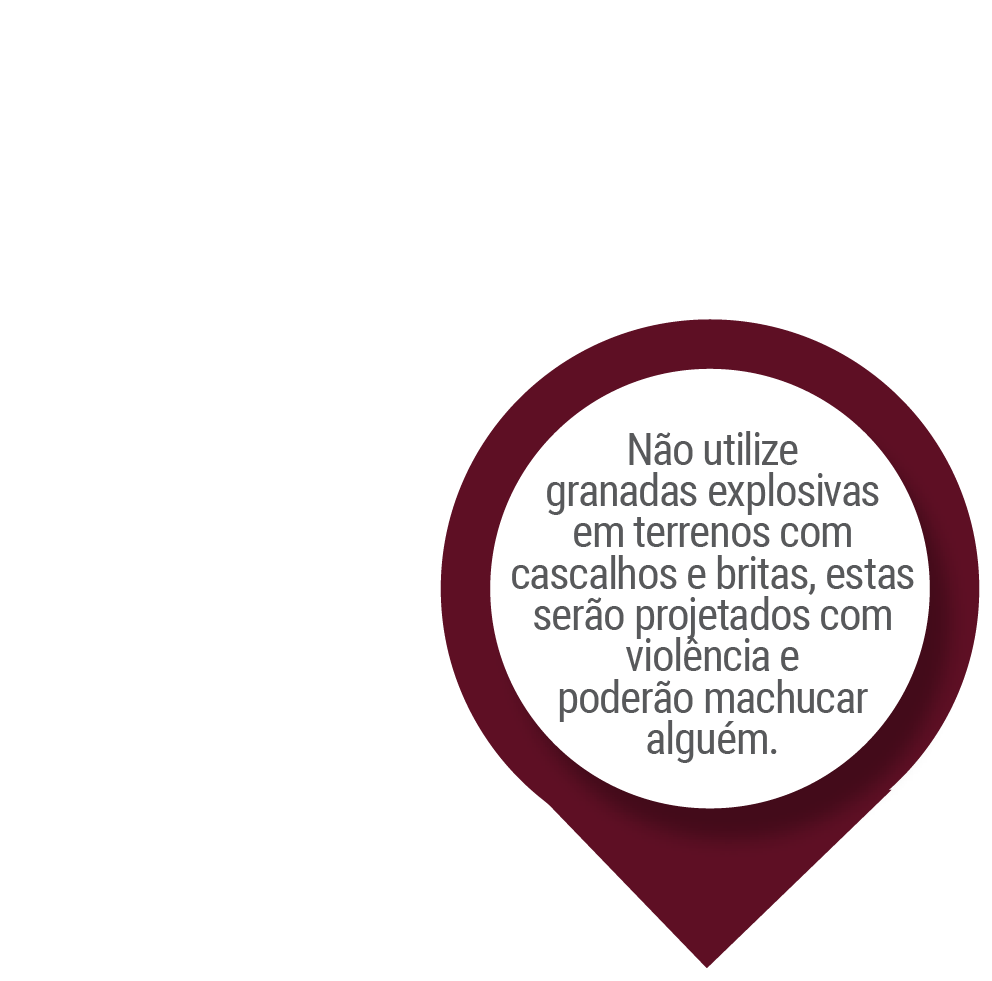 Não utilize
granadas explosivas
em terrenos com
cascalhos e britas, estas
serão projetados com
violência e
poderão machucar
alguém.